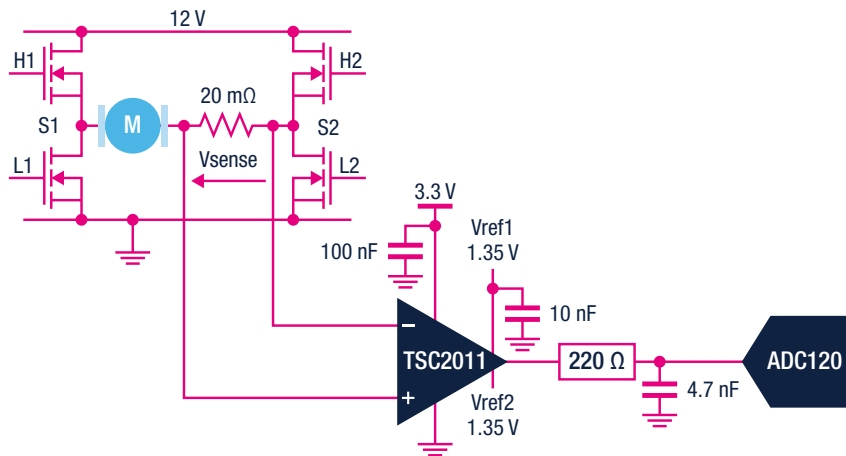 12 V
H1
H2
20 mΩ
S1
M
S2
Vsense
L1
L2
3.3 V
Vref1
1.35 V
100 nF
10 nF
−
TSC2011
+
220 Ω
ADC120
4.7 nF
Vref2
1.35 V